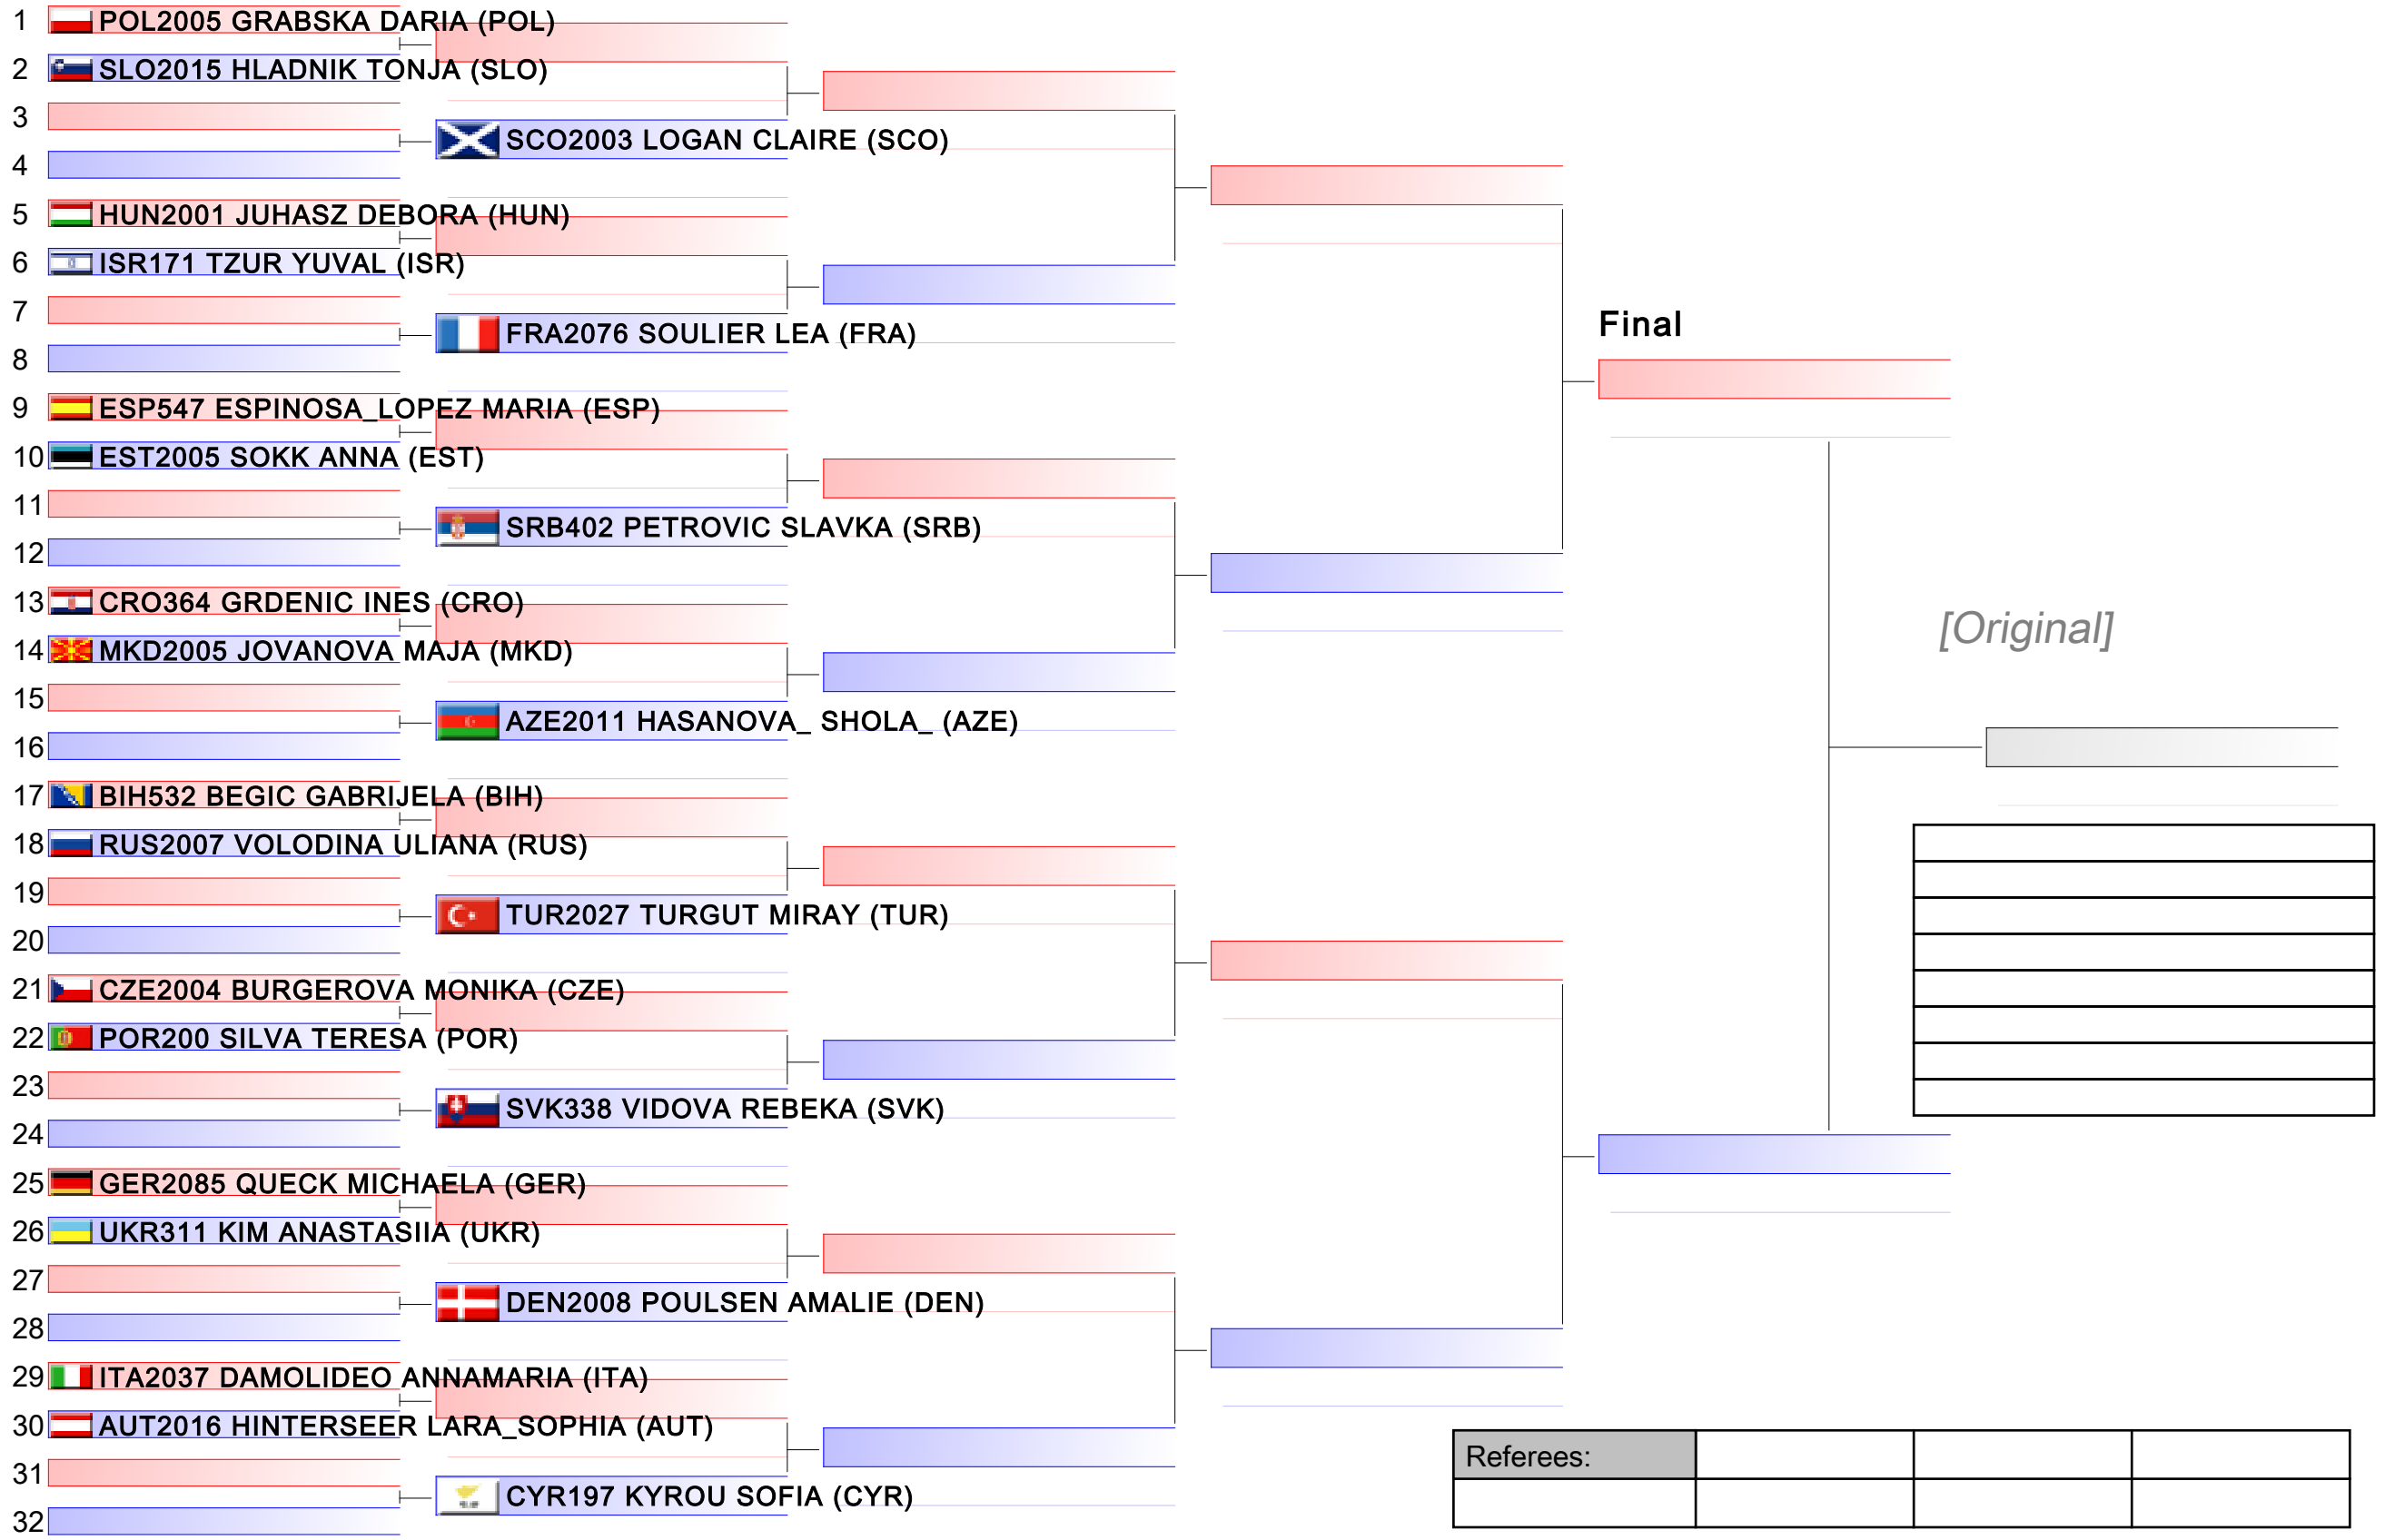 1 POL2005 GRABSKA DARIA (POL)
2 SLO2015 HLADNIK TONJA (SLO)
3
SCO2003 LOGAN CLAIRE (SCO)
4
5 HUN2001 JUHASZ DEBORA (HUN)
6 ISR171 TZUR YUVAL (ISR)
7
FRA2076 SOULIER LEA (FRA)
8
Final
9 ESP547 ESPINOSA_LOPEZ MARIA (ESP)
10 EST2005 SOKK ANNA (EST)
11
SRB402 PETROVIC SLAVKA (SRB)
12
13 CRO364 GRDENIC INES (CRO)
[Original]
14 MKD2005 JOVANOVA MAJA (MKD)
15
AZE2011 HASANOVA_ SHOLA_ (AZE)
16
17 BIH532 BEGIC GABRIJELA (BIH)
18 RUS2007 VOLODINA ULIANA (RUS)
19
TUR2027 TURGUT MIRAY (TUR)
20
21 CZE2004 BURGEROVA MONIKA (CZE)
22 POR200 SILVA TERESA (POR)
23
SVK338 VIDOVA REBEKA (SVK)
24
25 GER2085 QUECK MICHAELA (GER)
26 UKR311 KIM ANASTASIIA (UKR)
27
DEN2008 POULSEN AMALIE (DEN)
28
29 ITA2037 DAMOLIDEO ANNAMARIA (ITA)
30 AUT2016 HINTERSEER LARA_SOPHIA (AUT)
Referees:
31
CYR197 KYROU SOFIA (CYR)
32